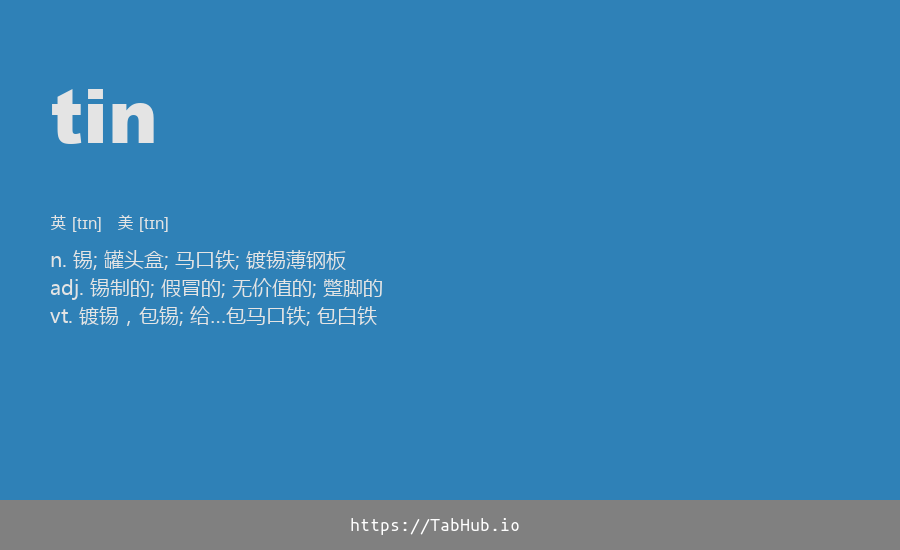 tin
英 [tɪn] 美 [tɪn]
n. 锡; 罐头盒; 马口铁; 镀锡薄钢板
adj. 锡制的; 假冒的; 无价值的; 蹩脚的
vt. 镀锡，包锡; 给…包马口铁; 包白铁
https://TabHub.io